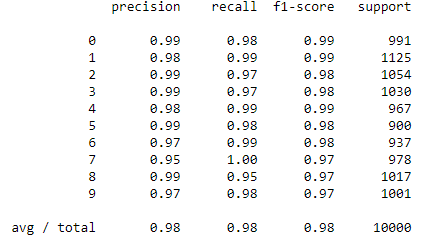 precision recall f1-score support
0 0.99 0.98 0.99 991
1 0.98 0.99 0.99 1125
2 0.99 0.97 0.98 1054
3 0.99 0.97 0.98 1030
4 0.98 0.99 0.99 967
5 0.99 0.98 0.98 900
6 0.97 0.99 0.98 937
7 0.95 1.00 0.97 978
8 0.99 0.95 0.97 1017
9 0.97 0.98 0.97 1001
avg / total 0.98 0.98 0.98 10000